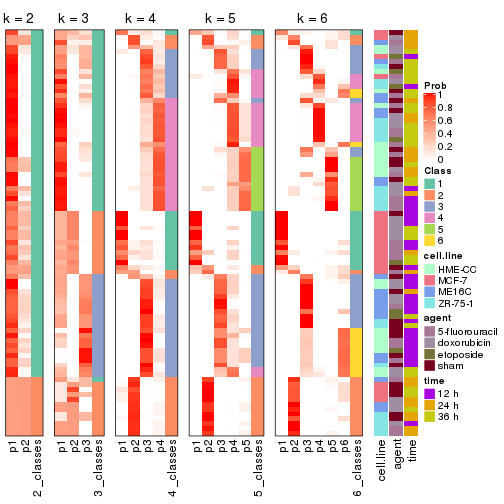 k = 2
k = 3
k = 4
k = 5
k = 6
p1
p2
2_classes
p1
p2
p3
3_classes
p1
p2
p3
p4
4_classes
p1
p2
p3
p4
p5
5_classes
p1
p2
p3
p4
p5
p6
6_classes
cell.line
agent
time
Prob
1
0.8
0.6
0.4
0.2
0
Class
1
2
3
4
5
6
cell.line
HME-CC
MCF-7
ME16C
ZR-75-1
agent
5-fluorouracil
doxorubicin
etoposide
sham
time
12 h
24 h
36 h